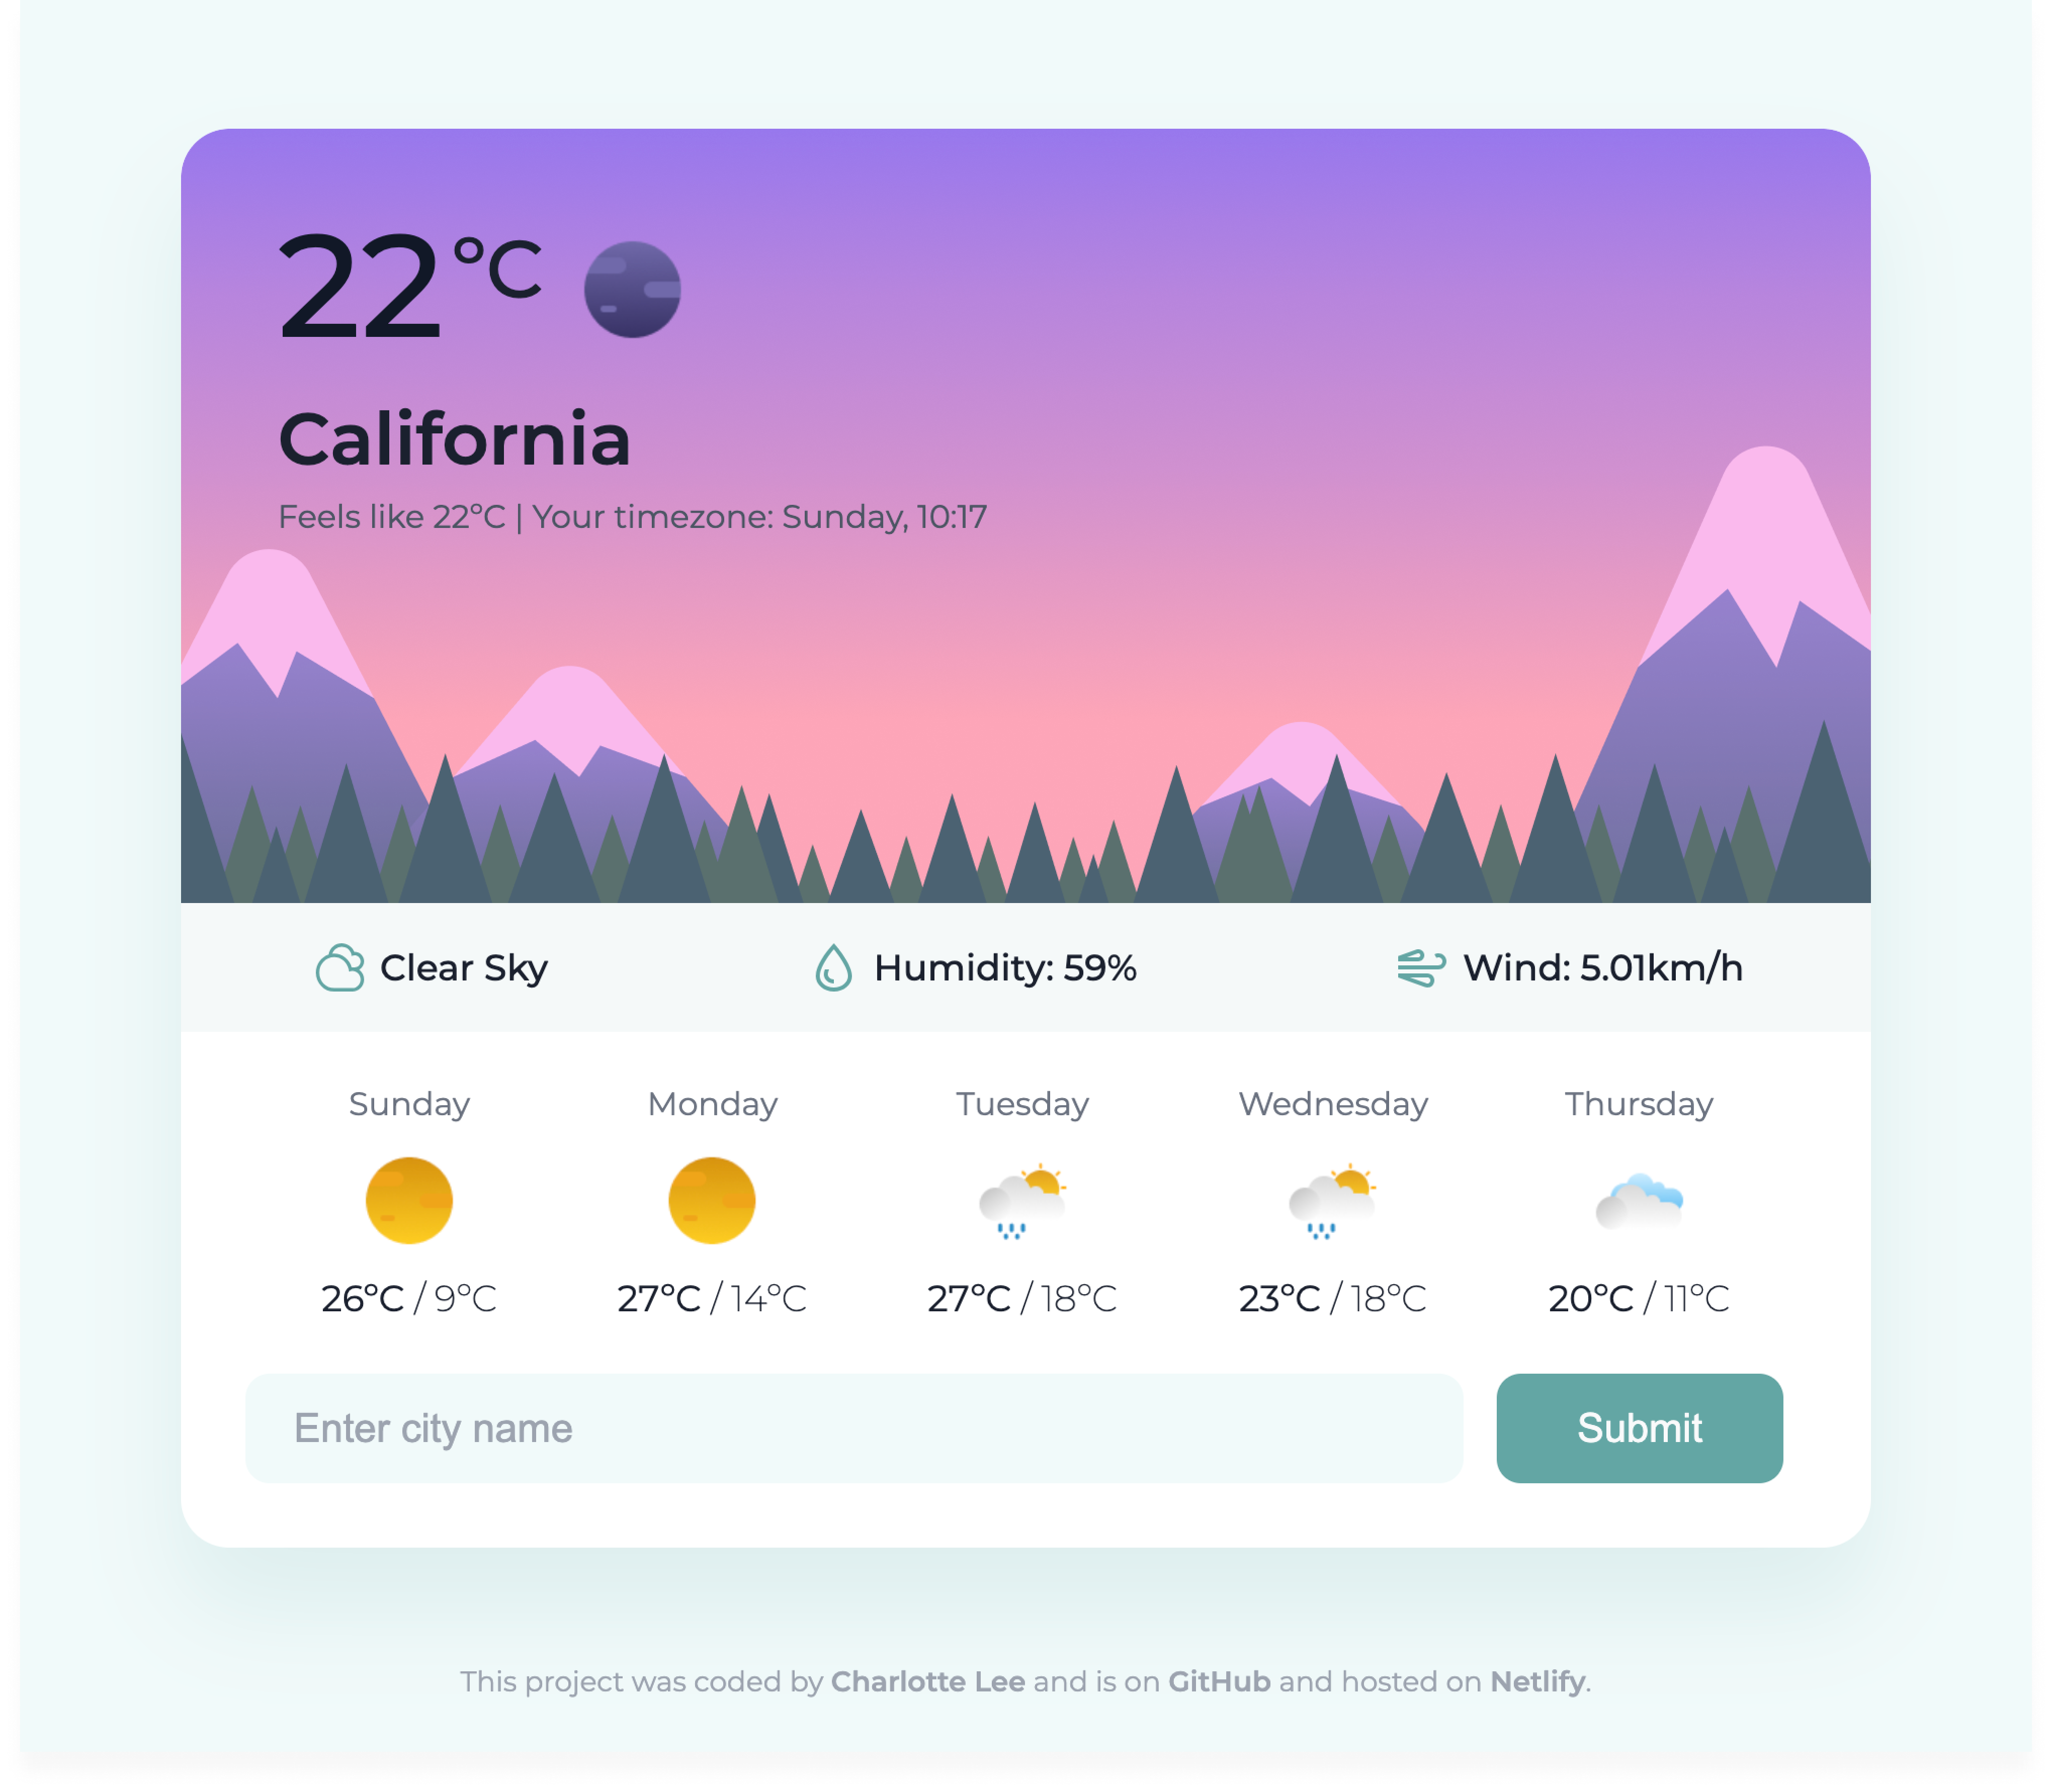 22 °C
California
Feels like 22°C | Your timezone: Sunday, 10:17
Clear Sky Humidity: 59% Wind: 5.01km/h
Sunday Monday Tuesday Wednesday Thursday
26°C / 9°C 27°C / 14°C 27°C / 18°C 23°C / 18°C 20°C / 11°C
Enter city name Submit
This project was coded by Charlotte Lee and is on GitHub and hosted on Netlify.